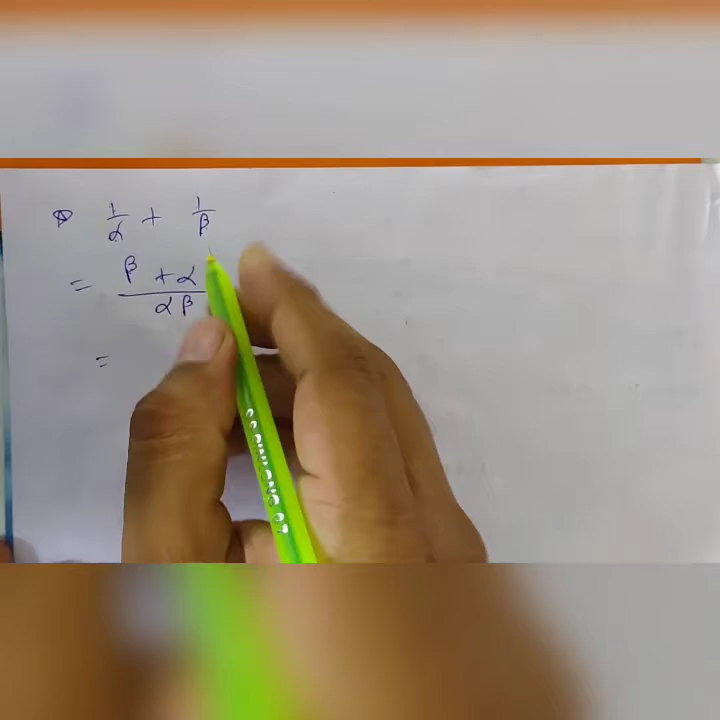 1/α + 1/β
= β + α / αβ
=